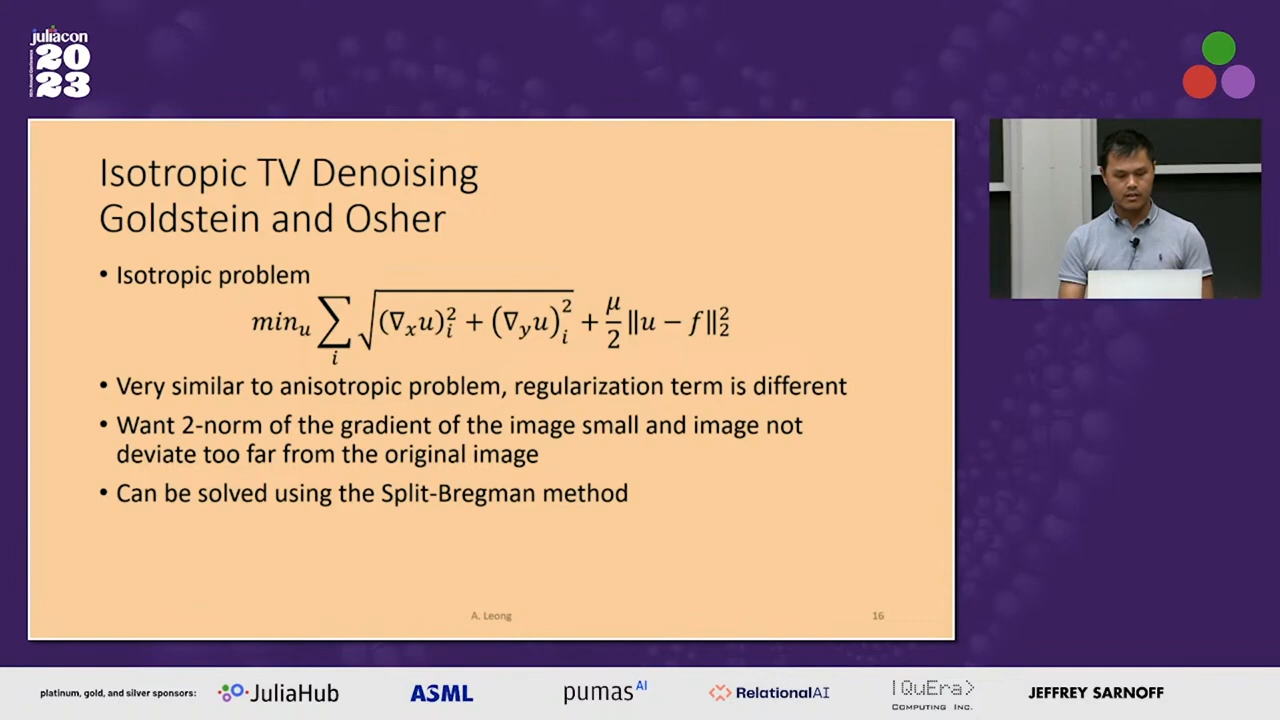 juliacon
20
23
Isotropic TV Denoising
Goldstein and Osher
• Isotropic problem
min_u ∑_i √((∇_x u)_i^2 + (∇_y u)_i^2) + μ/2 ‖u − f‖_2^2
• Very similar to anisotropic problem, regularization term is different
• Want 2-norm of the gradient of the image small and image not
deviate too far from the original image
• Can be solved using the Split-Bregman method
A. Leong
16
platinum, gold, and silver sponsors:
JuliaHub
ASML
pumasAI
RelationalAI
|QuEra>
COMPUTING INC.
JEFFREY SARNOFF